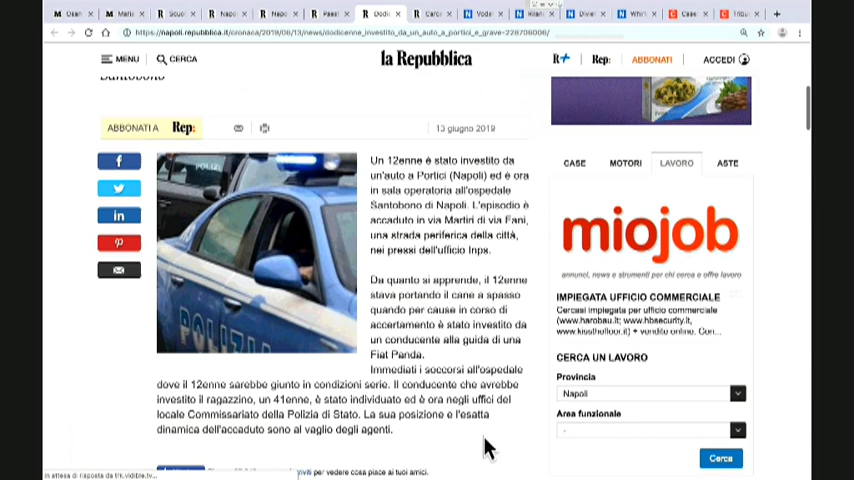 https://napoli.repubblica.it/cronaca/2019/06/13/news/dodicenne_investito_da_un_auto_a_portici_e_grave-228706006/
MENU
CERCA
la Repubblica
R+
Rep:
ABBONATI
ACCEDI
Santobono
ABBONATI A Rep:
13 giugno 2019
Un 12enne è stato investito da
un'auto a Portici (Napoli) ed è ora
in sala operatoria all'ospedale
Santobono di Napoli. L'episodio è
accaduto in via Martiri di via Fani,
una strada periferica della città,
nei pressi dell'ufficio Inps.
Da quanto si apprende, il 12enne
stava portando il cane a spasso
quando per cause in corso di
accertamento è stato investito da
un conducente alla guida di una
Fiat Panda.
Immediati i soccorsi all'ospedale
dove il 12enne sarebbe giunto in condizioni serie. Il conducente che avrebbe
investito il ragazzino, un 41enne, è stato individuato ed è ora negli uffici del
locale Commissariato della Polizia di Stato. La sua posizione e l'esatta
dinamica dell'accaduto sono al vaglio degli agenti.
per vedere cosa piace ai tuoi amici.
POLIZIA
CASE
MOTORI
LAVORO
ASTE
miojob
annunci, news e strumenti per chi cerca e offre lavoro
IMPIEGATA UFFICIO COMMERCIALE
Cercasi impiegata per ufficio commerciale
(www.harobau.it; www.hbsecurity.it,
www.kissthefloor.it) + vendite online. Con...
CERCA UN LAVORO
Provincia
Napoli
Area funzionale
-
Cerca
in attesa di risposta da trk.vidible.tv...